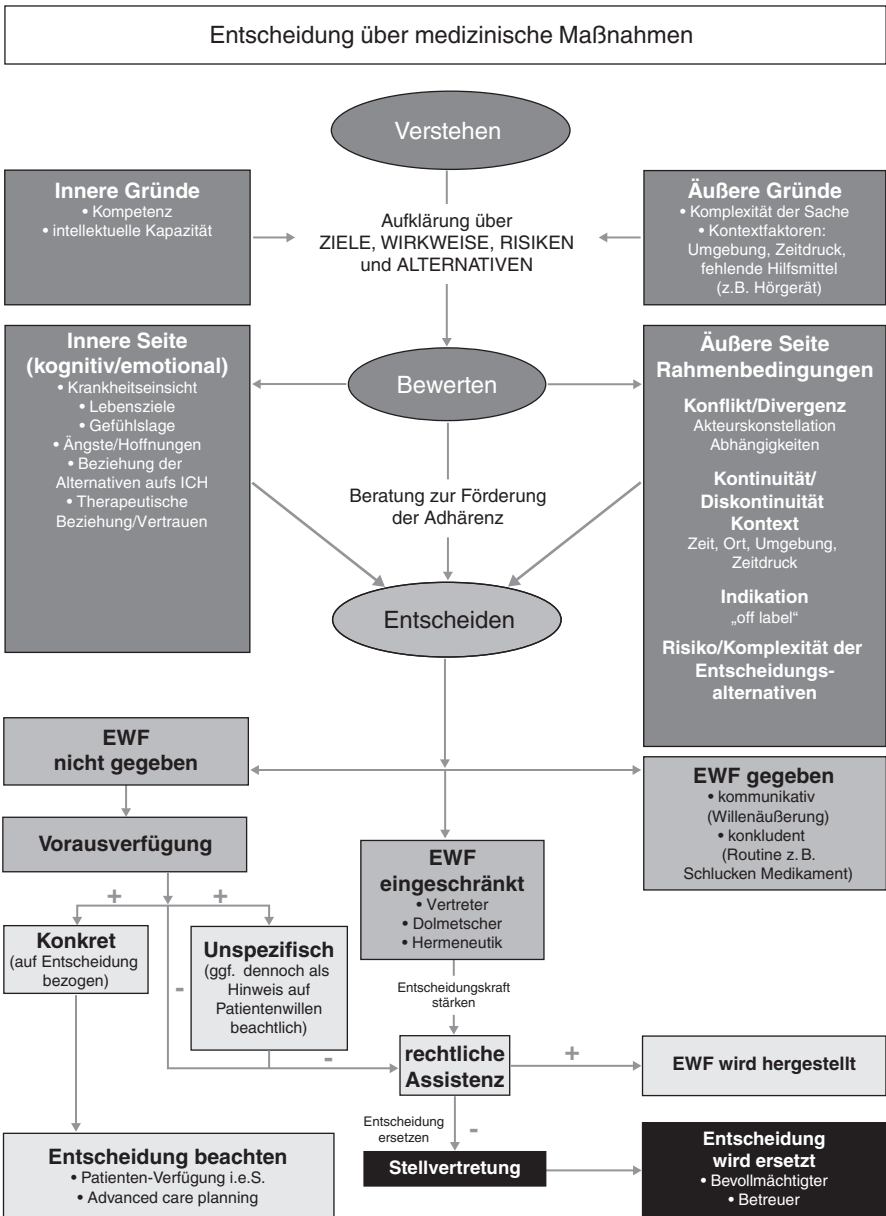 Entscheidung über medizinische Maßnahmen
Verstehen
Innere Gründe
• Kompetenz
• intellektuelle Kapazität
Aufklärung über
ZIELE, WIRKWEISE, RISIKEN
und ALTERNATIVEN
Äußere Gründe
• Komplexität der Sache
• Kontextfaktoren:
Umgebung, Zeitdruck,
fehlende Hilfsmittel
(z.B. Hörgerät)
Innere Seite
(kognitiv/emotional)
• Krankheitseinsicht
• Lebensziele
• Gefühlslage
• Ängste/Hoffnungen
• Beziehung der
Alternativen aufs ICH
• Therapeutische
Beziehung/Vertrauen
Bewerten
Beratung zur Förderung
der Adhärenz
Äußere Seite
Rahmenbedingungen
Konflikt/Divergenz
Akteurskonstellation
Abhängigkeiten
Kontinuität/
Diskontinuität
Kontext
Zeit, Ort, Umgebung,
Zeitdruck
Indikation
„off label“
Risiko/Komplexität der
Entscheidungs-
alternativen
Entscheiden
EWF
nicht gegeben
EWF gegeben
• kommunikativ
(Willenäußerung)
• konkludent
(Routine z. B.
Schlucken Medikament)
Vorausverfügung
EWF
eingeschränkt
• Vertreter
• Dolmetscher
• Hermeneutik
+
+
Konkret
(auf Entscheidung
bezogen)
-
Unspezifisch
(ggf. dennoch als
Hinweis auf
Patientenwillen
beachtlich)
-
Entscheidungskraft
stärken
rechtliche
Assistenz
+
EWF wird hergestellt
Entscheidung
ersetzen
-
Entscheidung beachten
• Patienten-Verfügung i.e.S.
• Advanced care planning
Stellvertretung
Entscheidung
wird ersetzt
• Bevollmächtigter
• Betreuer